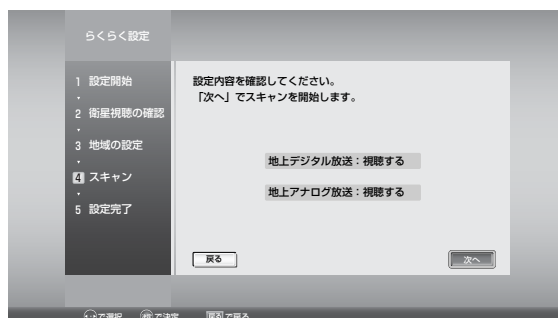 らくらく設定
1 設定開始
2 衛星視聴の確認
3 地域の設定
4 スキャン
5 設定完了
設定内容を確認してください。
「次へ」でスキャンを開始します。
地上デジタル放送：視聴する
地上アナログ放送：視聴する
戻る
次へ
で選択 決定 で決定 戻る で戻る